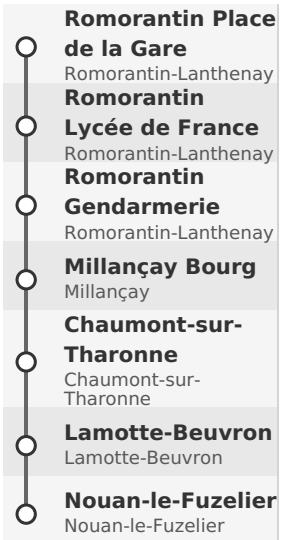 Romorantin Place
de la Gare
Romorantin-Lanthenay
Romorantin
Lycée de France
Romorantin-Lanthenay
Romorantin
Gendarmerie
Romorantin-Lanthenay
Millançay Bourg
Millançay
Chaumont-sur-
Tharonne
Chaumont-sur-
Tharonne
Lamotte-Beuvron
Lamotte-Beuvron
Nouan-le-Fuzelier
Nouan-le-Fuzelier